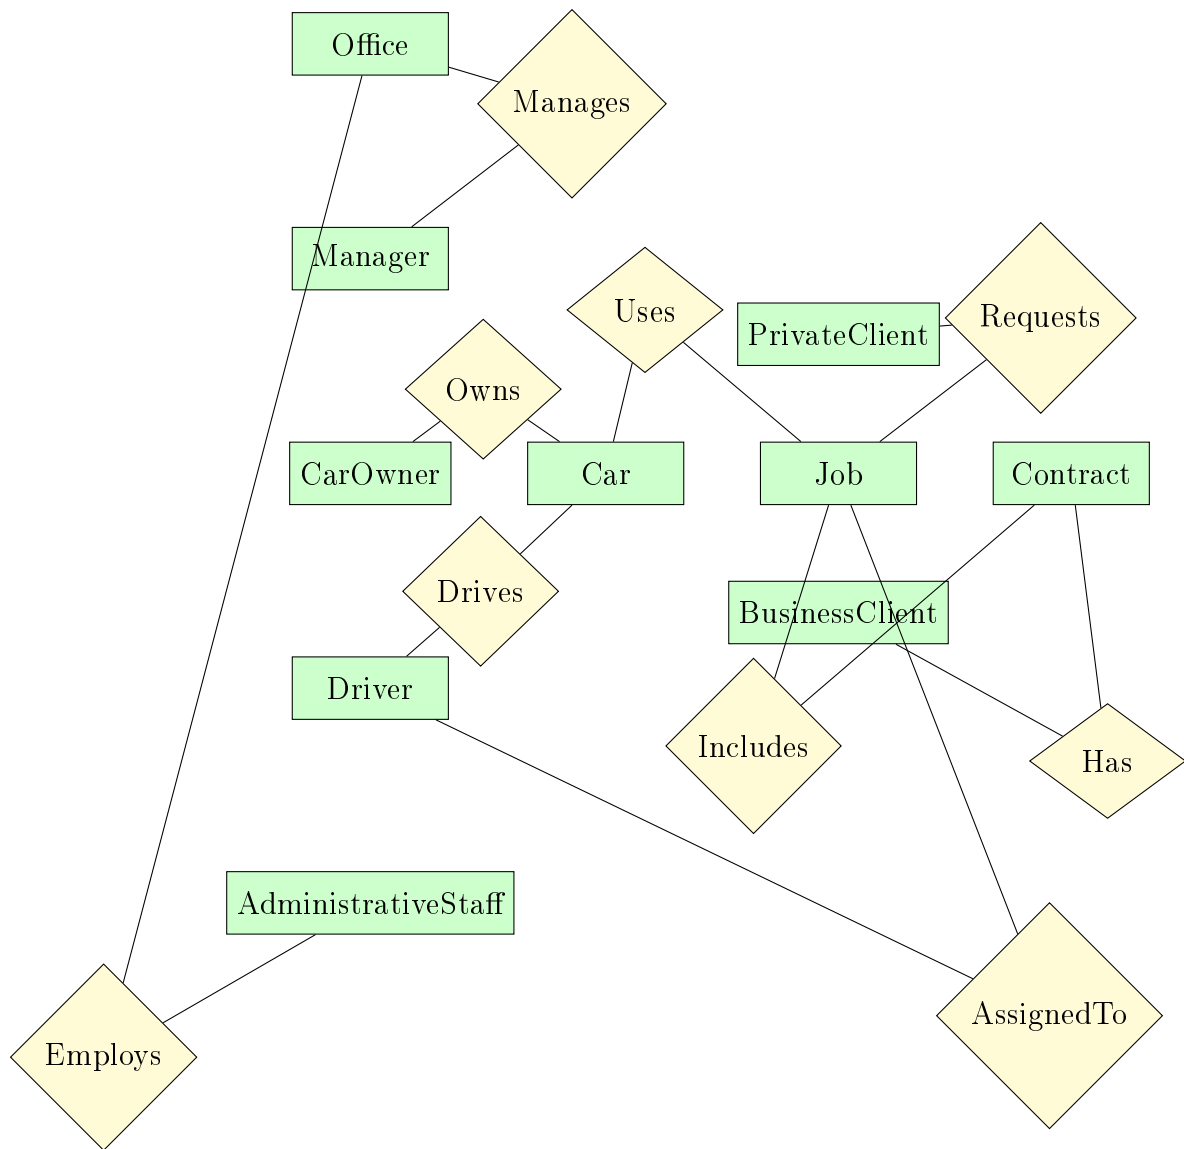 Office
Manages
Manager
Uses
PrivateClient
Requests
Owns
CarOwner
Car
Job
Contract
Drives
BusinessClient
Driver
Includes
Has
AdministrativeStaff
AssignedTo
Employs